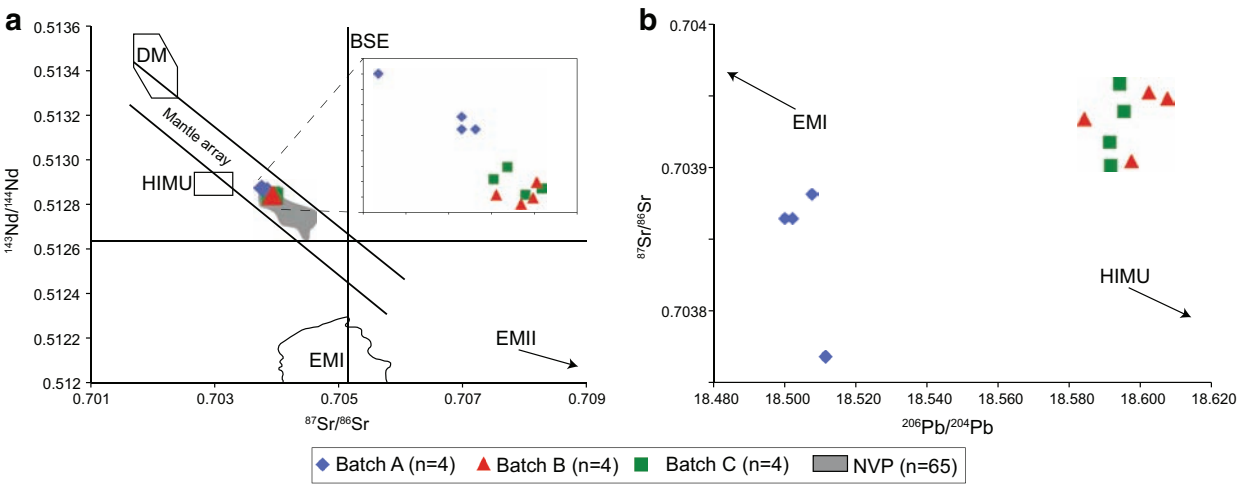 a
0.5136
0.5134
0.5132
0.5130
0.5128
0.5126
0.5124
0.5122
0.512
143Nd/144Nd
DM
BSE
Mantle array
HIMU
EMI
EMII
0.701
0.703
0.705
0.707
0.709
87Sr/86Sr
b
0.704
0.7039
0.7038
87Sr/86Sr
EMI
HIMU
18.480
18.500
18.520
18.540
18.560
18.580
18.600
18.620
206Pb/204Pb
Batch A (n=4) Batch B (n=4) Batch C (n=4) NVP (n=65)